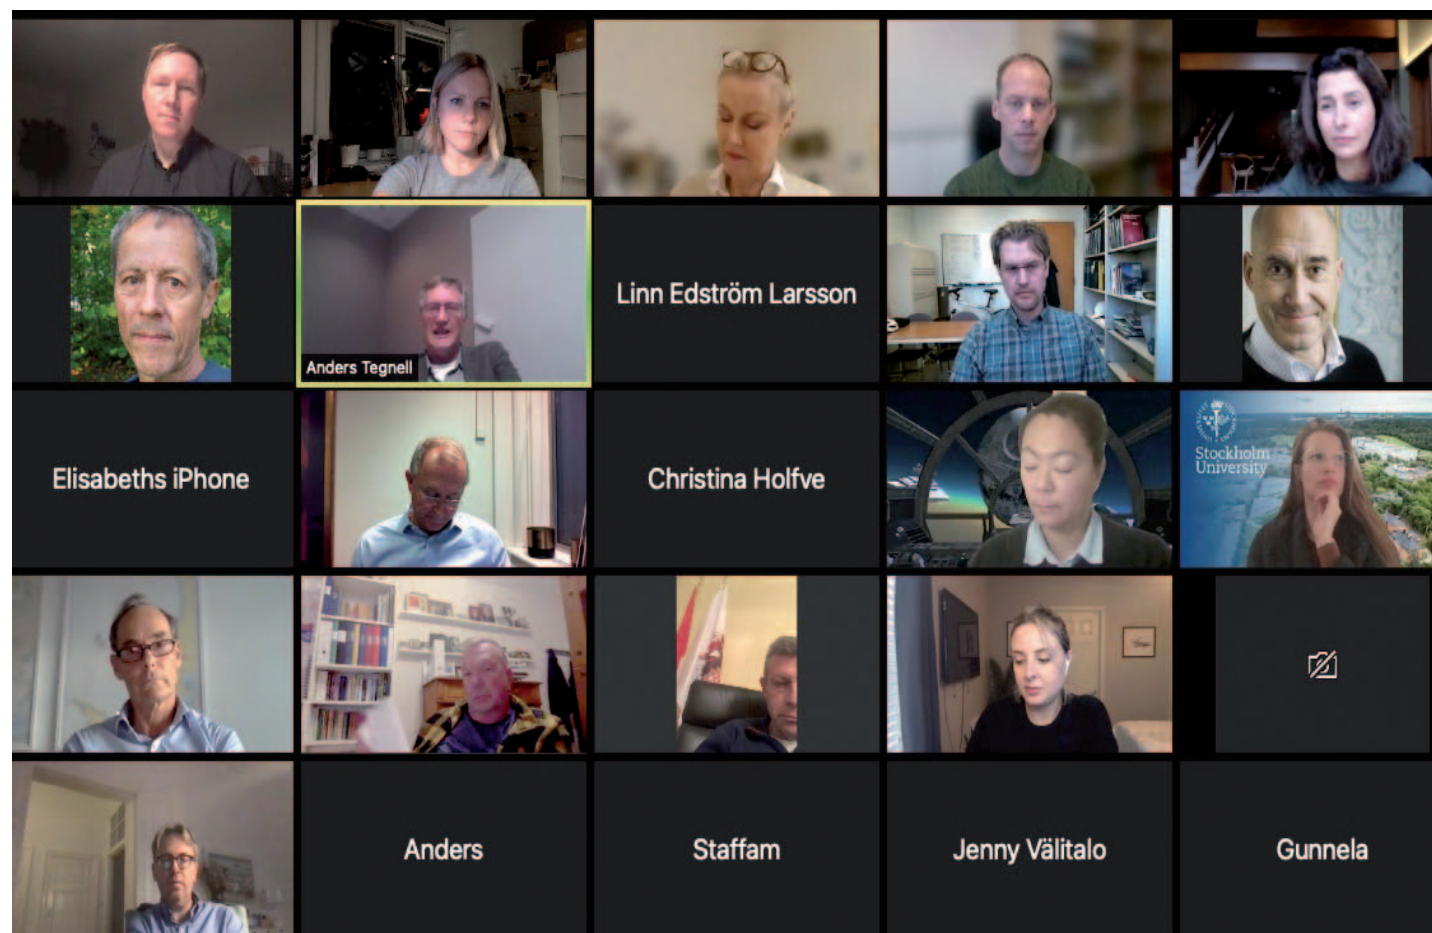 Linn Edström Larsson
Anders Tegnell
Elisabeths iPhone
Christina Holfve
Stockholm
University
Anders
Staffam
Jenny Välitalo
Gunnela